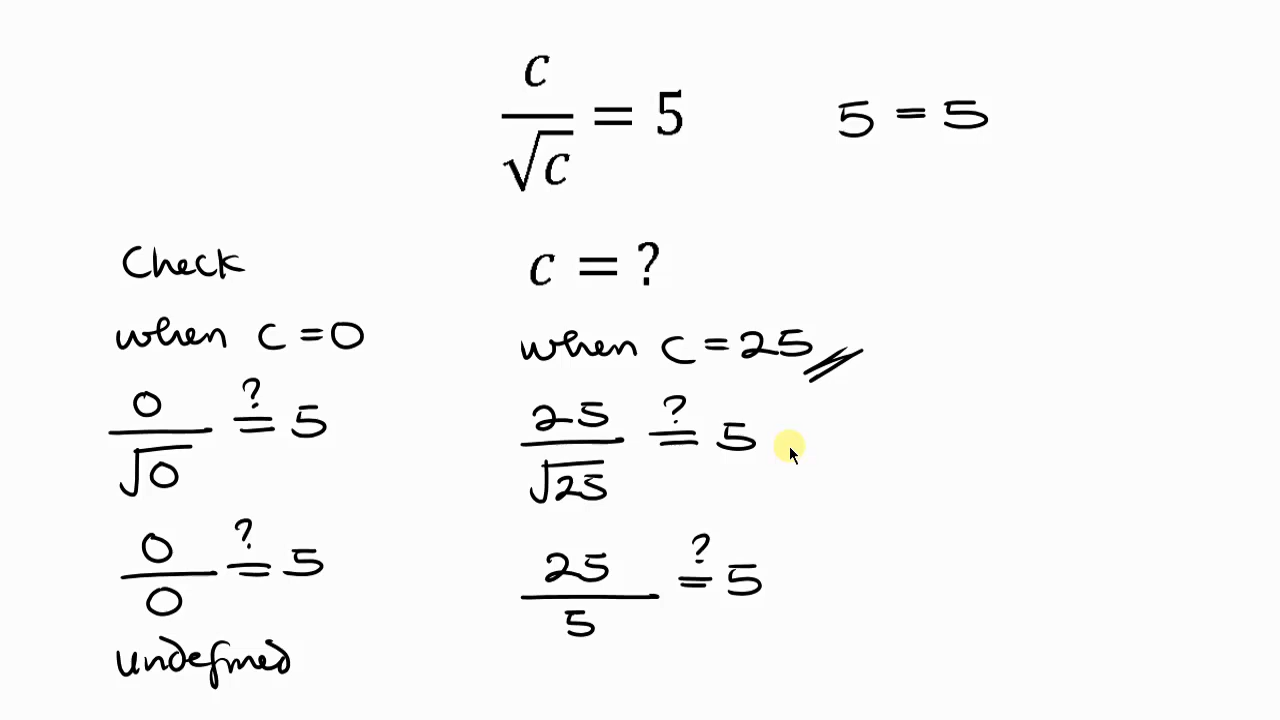 c/√c = 5
5 = 5
c = ?
Check
when c = 0
0/√0 ?= 5
0/0 ?= 5
undefined
when c = 25
25/√25 ?= 5
25/5 ?= 5